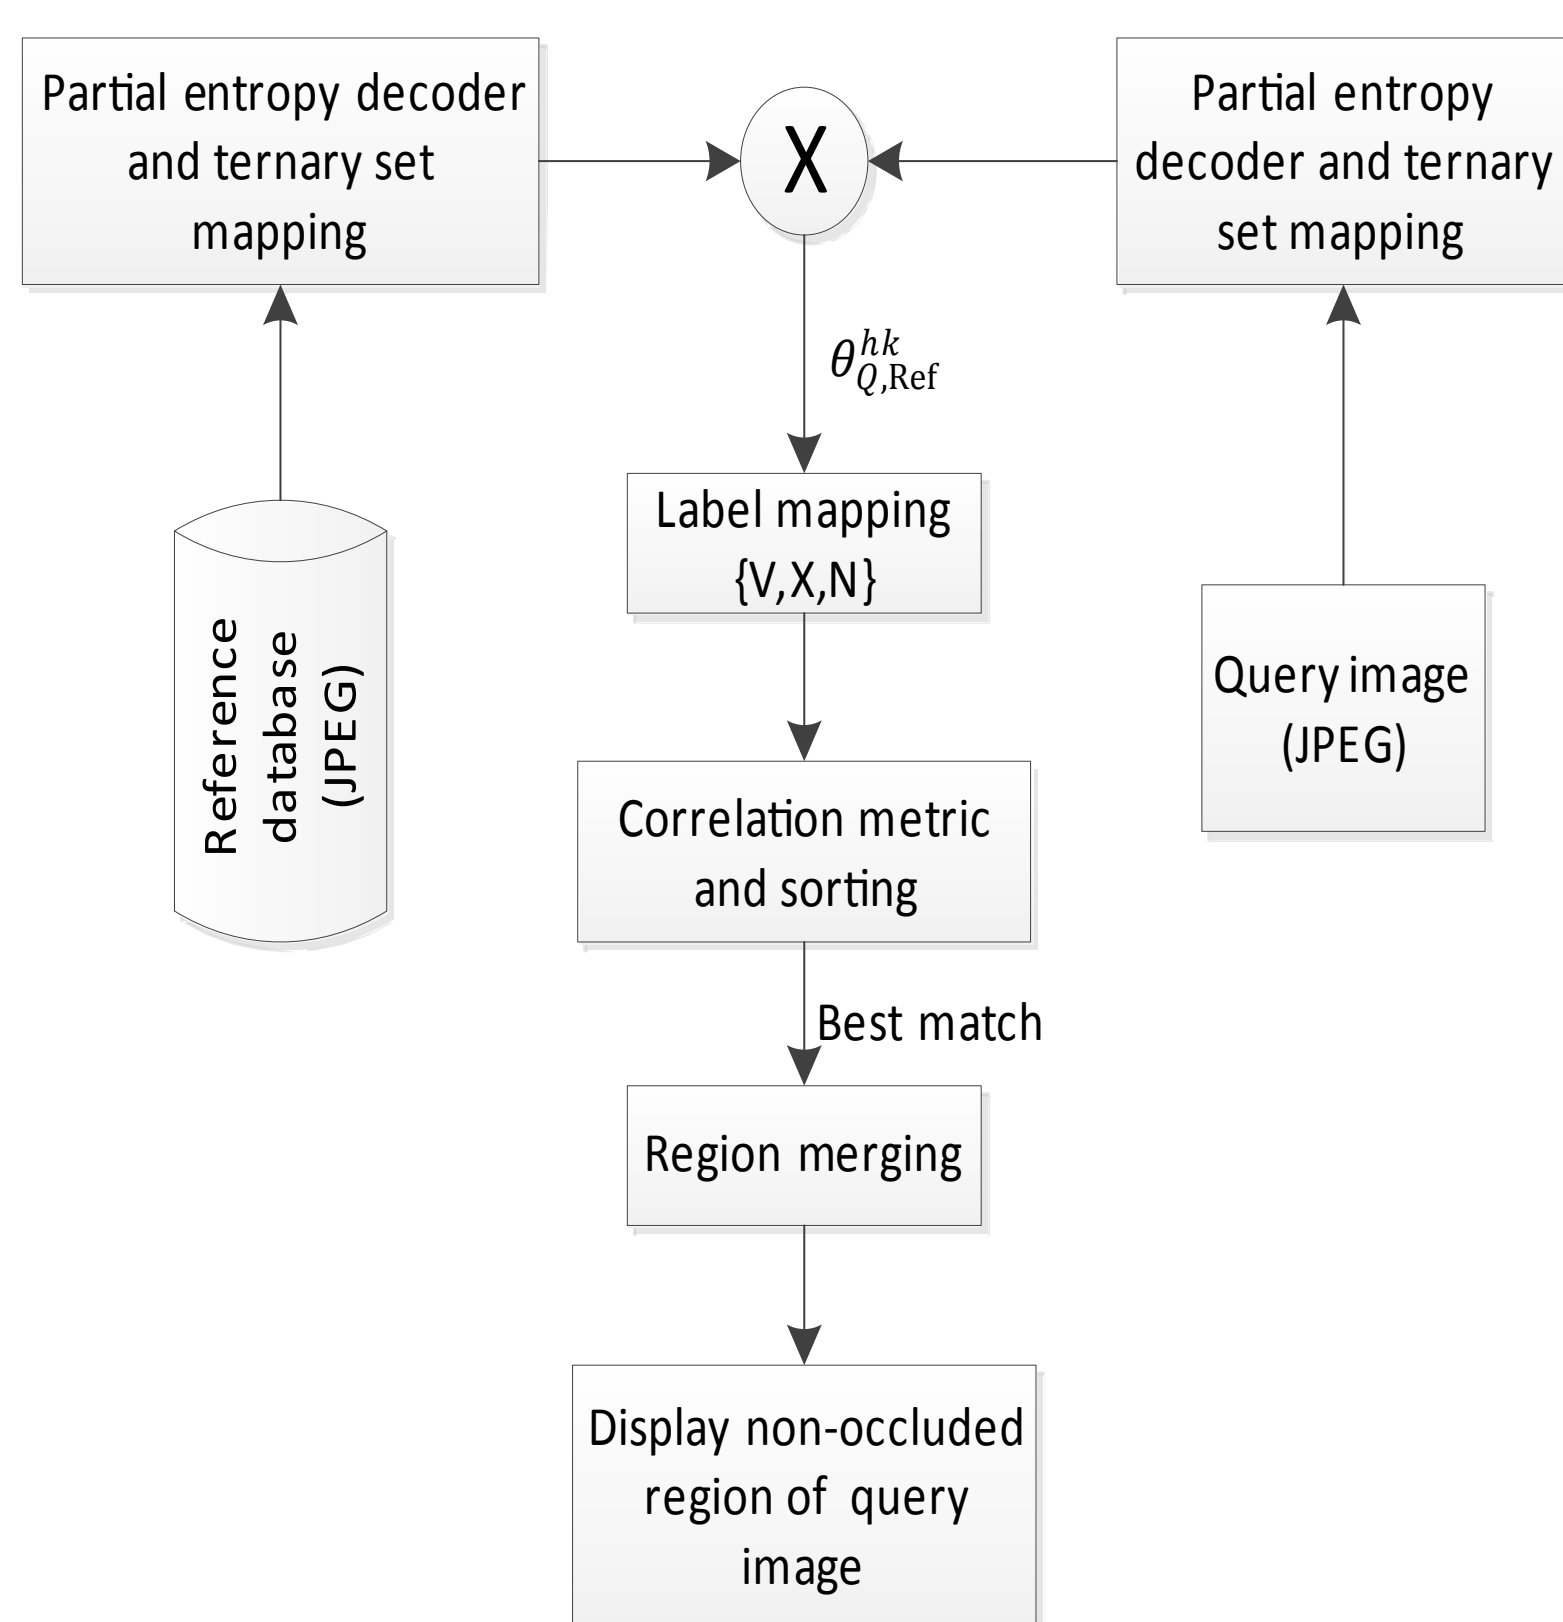 Partial entropy decoder
and ternary set
mapping
X
Partial entropy
decoder and ternary
set mapping
θ^{hk}_{Q,Ref}
Label mapping
{V,X,N}
Reference
database
(JPEG)
Query image
(JPEG)
Correlation metric
and sorting
Best match
Region merging
Display non-occluded
region of query
image